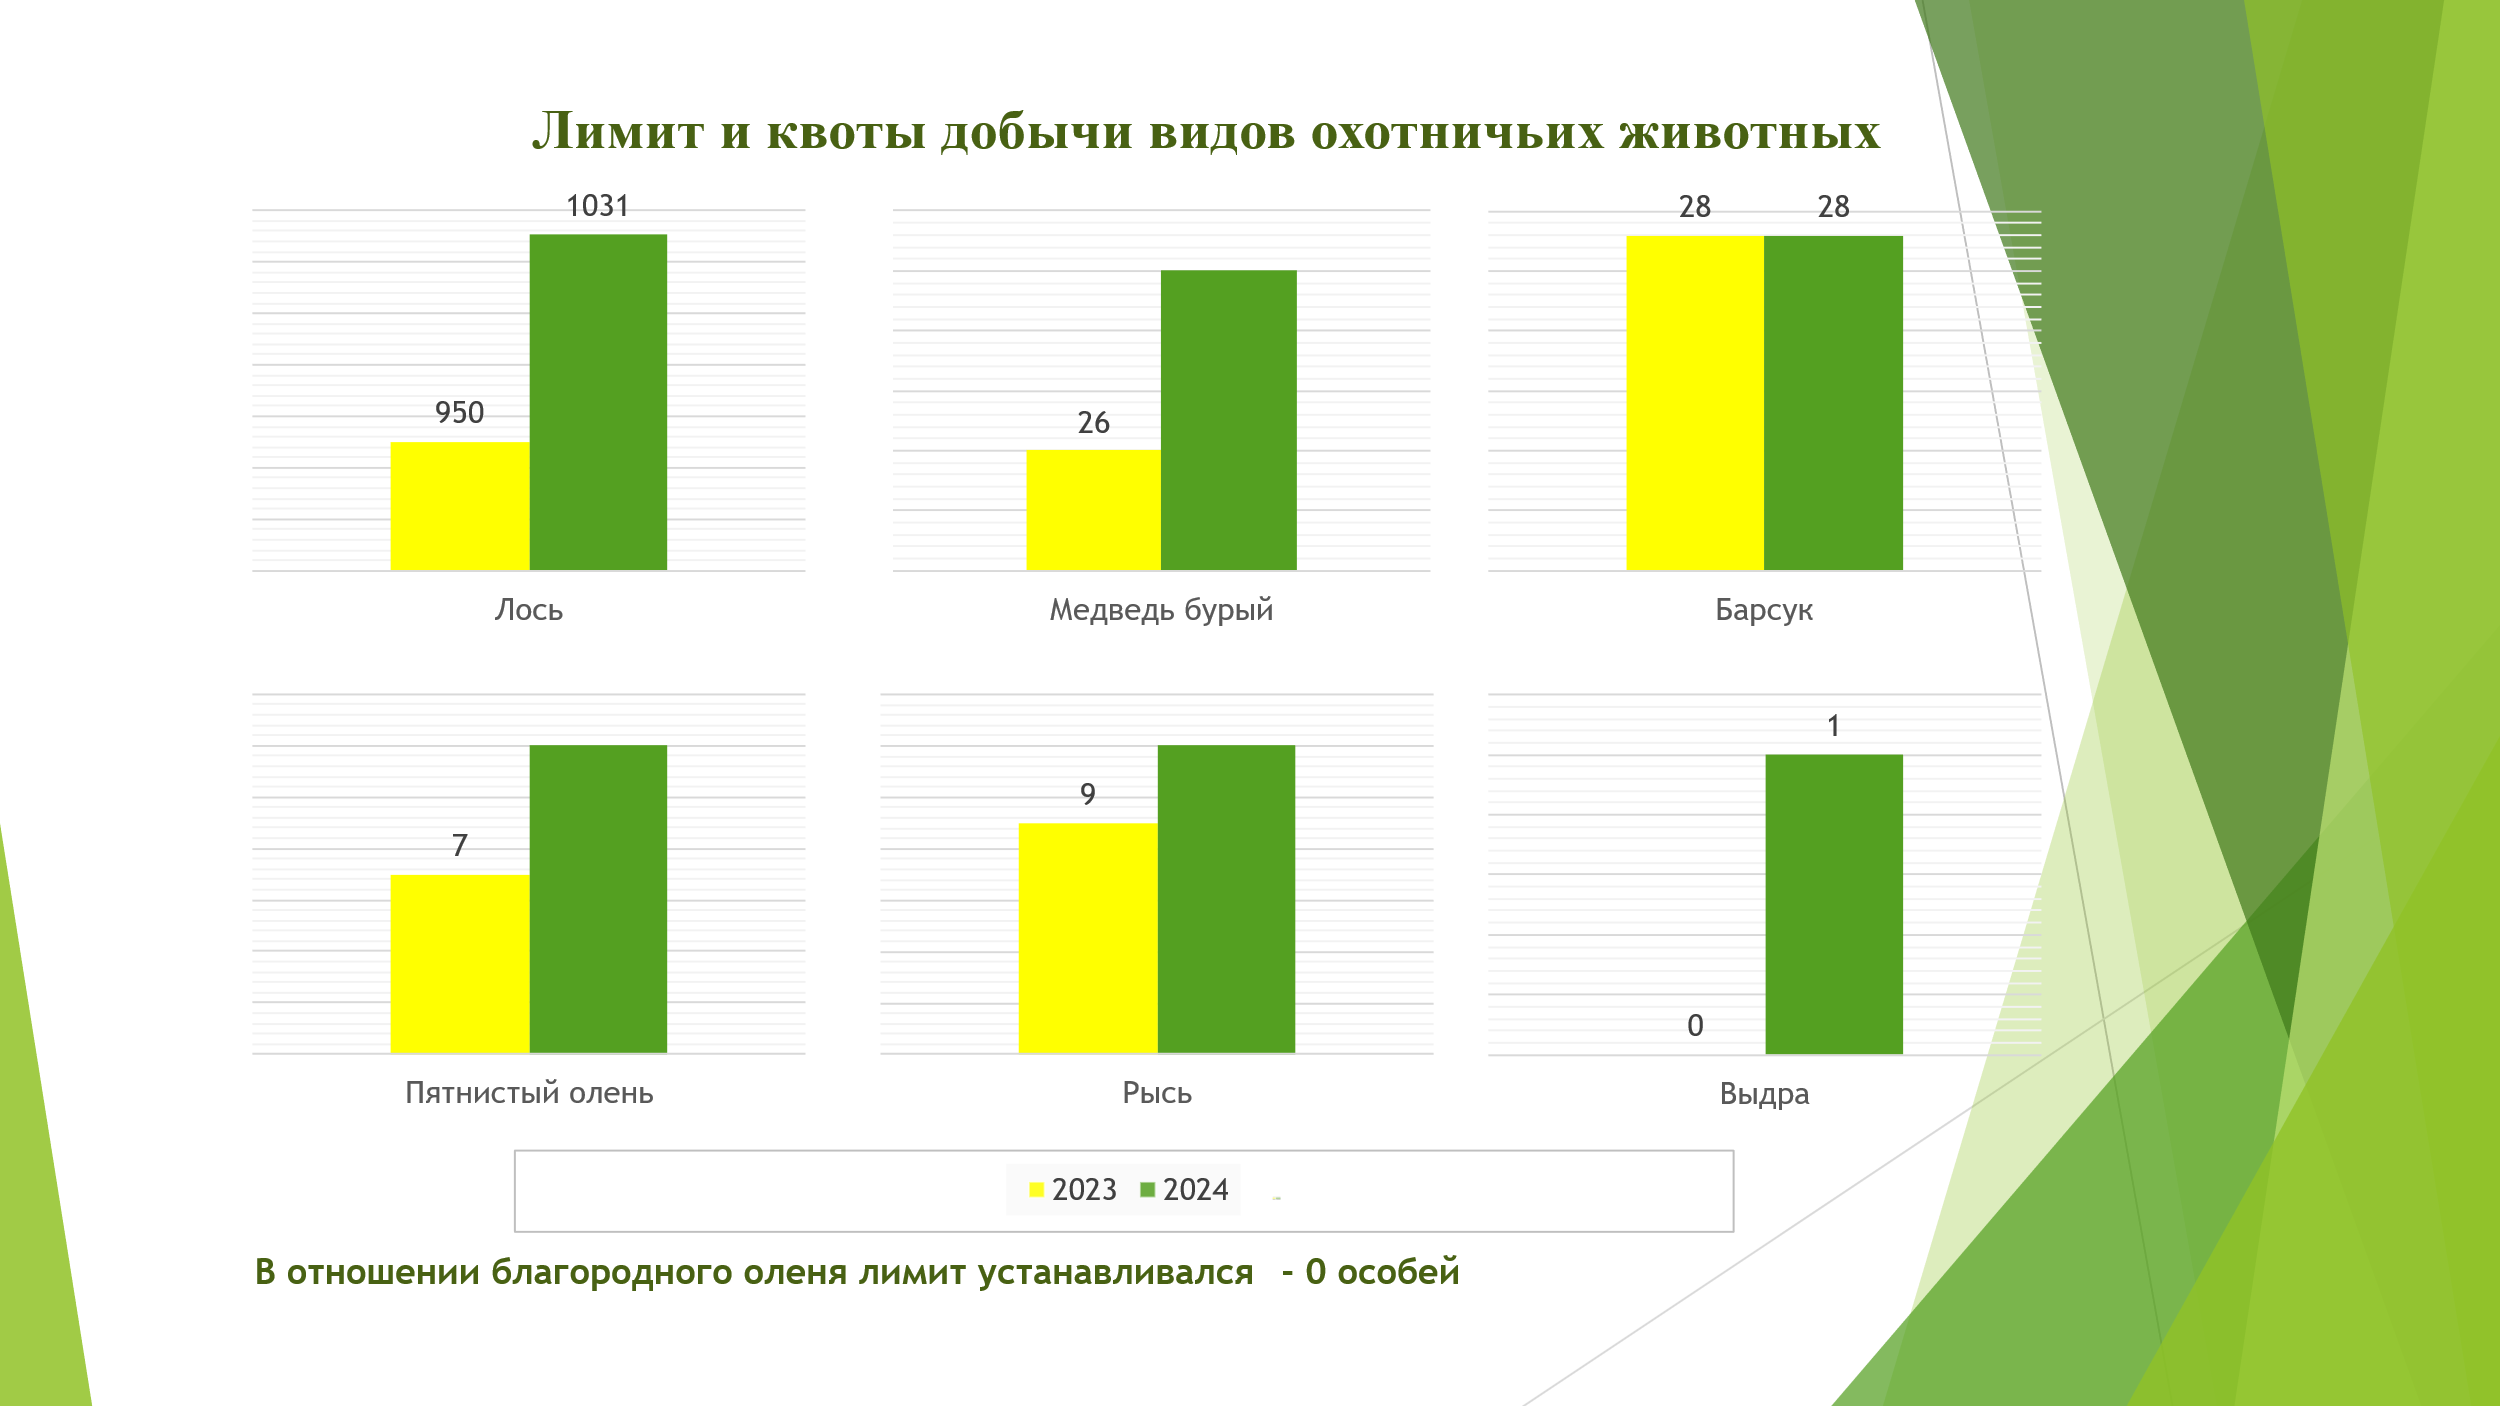 Лимит и квоты добычи видов охотничьих животных
1031
950
Лось
26
Медведь бурый
28 28
Барсук
7
Пятнистый олень
9
Рысь
1
0
Выдра
2023 2024
В отношении благородного оленя лимит устанавливался - 0 особей